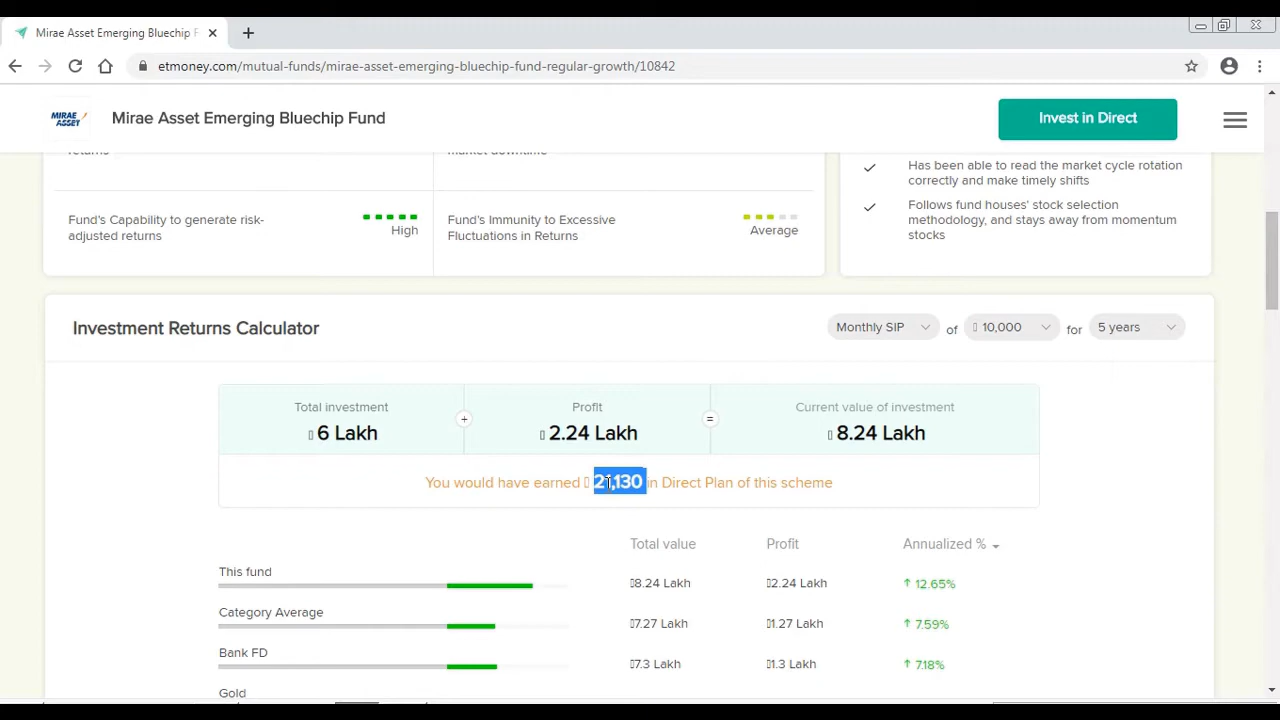 Mirae Asset Emerging Bluechip F
etmoney.com/mutual-funds/mirae-asset-emerging-bluechip-fund-regular-growth/10842
MIRAE ASSET
Mirae Asset Emerging Bluechip Fund
Invest in Direct
returns
market downtime
Has been able to read the market cycle rotation
correctly and make timely shifts
Fund's Capability to generate risk-
adjusted returns
High
Fund's Immunity to Excessive
Fluctuations in Returns
Average
Follows fund houses' stock selection
methodology, and stays away from momentum
stocks
Investment Returns Calculator
Monthly SIP of 10,000 for 5 years
Total investment
6 Lakh
+
Profit
2.24 Lakh
=
Current value of investment
8.24 Lakh
You would have earned 21,130 in Direct Plan of this scheme
Total value Profit Annualized %
This fund
8.24 Lakh 2.24 Lakh ↑ 12.65%
Category Average
7.27 Lakh 1.27 Lakh ↑ 7.59%
Bank FD
7.3 Lakh 1.3 Lakh ↑ 7.18%
Gold